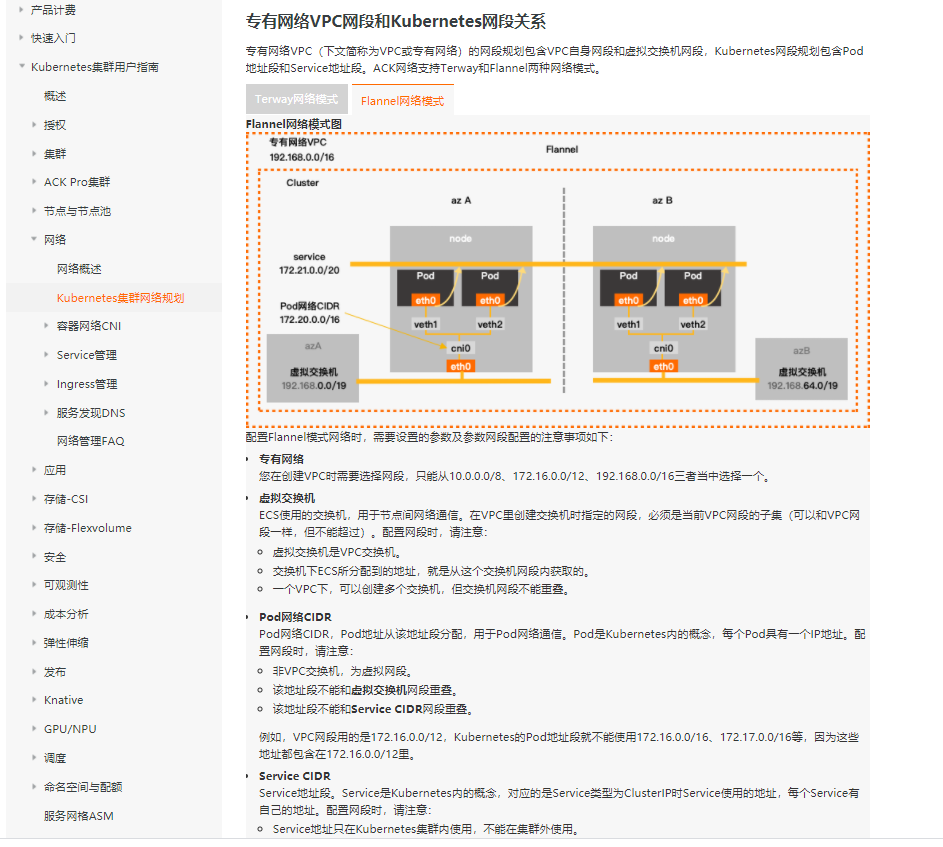 产品计费
快速入门
Kubernetes集群用户指南
概述
授权
集群
ACK Pro集群
节点与节点池
网络
网络概述
Kubernetes集群网络规划
容器网络CNI
Service管理
Ingress管理
服务发现DNS
网络管理FAQ
应用
存储-CSI
存储-Flexvolume
安全
可观测性
成本分析
弹性伸缩
发布
Knative
GPU/NPU
调度
命名空间与配额
服务网格ASM
专有网络VPC网段和Kubernetes网段关系
专有网络VPC（下文简称为VPC或专有网络）的网段规划包含VPC自身网段和虚拟交换机网段，Kubernetes网段规划包含Pod
地址段和Service地址段。ACK网络支持Terway和Flannel两种网络模式。
Terway网络模式
Flannel网络模式
Flannel网络模式图
专有网络VPC
192.168.0.0/16
Flannel
Cluster
az A
az B
node
node
service
172.21.0.0/20
Pod
Pod
Pod
Pod
eth0
eth0
eth0
eth0
Pod网络CIDR
172.20.0.0/16
veth1
veth2
veth1
veth2
azA
虚拟交换机
192.168.0.0/19
cni0
eth0
cni0
eth0
azB
虚拟交换机
192.168.64.0/19
配置Flannel模式网络时，需要设置的参数及参数网段配置的注意事项如下：
专有网络
您在创建VPC时需要选择网段，只能从10.0.0.0/8、172.16.0.0/12、192.168.0.0/16三者当中选择一个。
虚拟交换机
ECS使用的交换机，用于节点间网络通信。在VPC里创建交换机时指定的网段，必须是当前VPC网段的子集（可以和VPC网
段一样，但不能超过）。配置网段时，请注意：
虚拟交换机是VPC交换机。
交换机下ECS所分配到的地址，就是从这个交换机网段内获取的。
一个VPC下，可以创建多个交换机，但交换机网段不能重叠。
Pod网络CIDR
Pod网络CIDR，Pod地址从该地址段分配，用于Pod网络通信。Pod是Kubernetes内的概念，每个Pod具有一个IP地址。配
置网段时，请注意：
非VPC交换机，为虚拟网段。
该地址段不能和虚拟交换机网段重叠。
该地址段不能和Service CIDR网段重叠。
例如，VPC网段用的是172.16.0.0/12，Kubernetes的Pod地址段就不能使用172.16.0.0/16、172.17.0.0/16等，因为这些
地址都包含在172.16.0.0/12里。
Service CIDR
Service地址段。Service是Kubernetes内的概念，对应的是Service类型为ClusterIP时Service使用的地址，每个Service有
自己的地址。配置网段时，请注意：
Service地址只在Kubernetes集群内使用，不能在集群外使用。